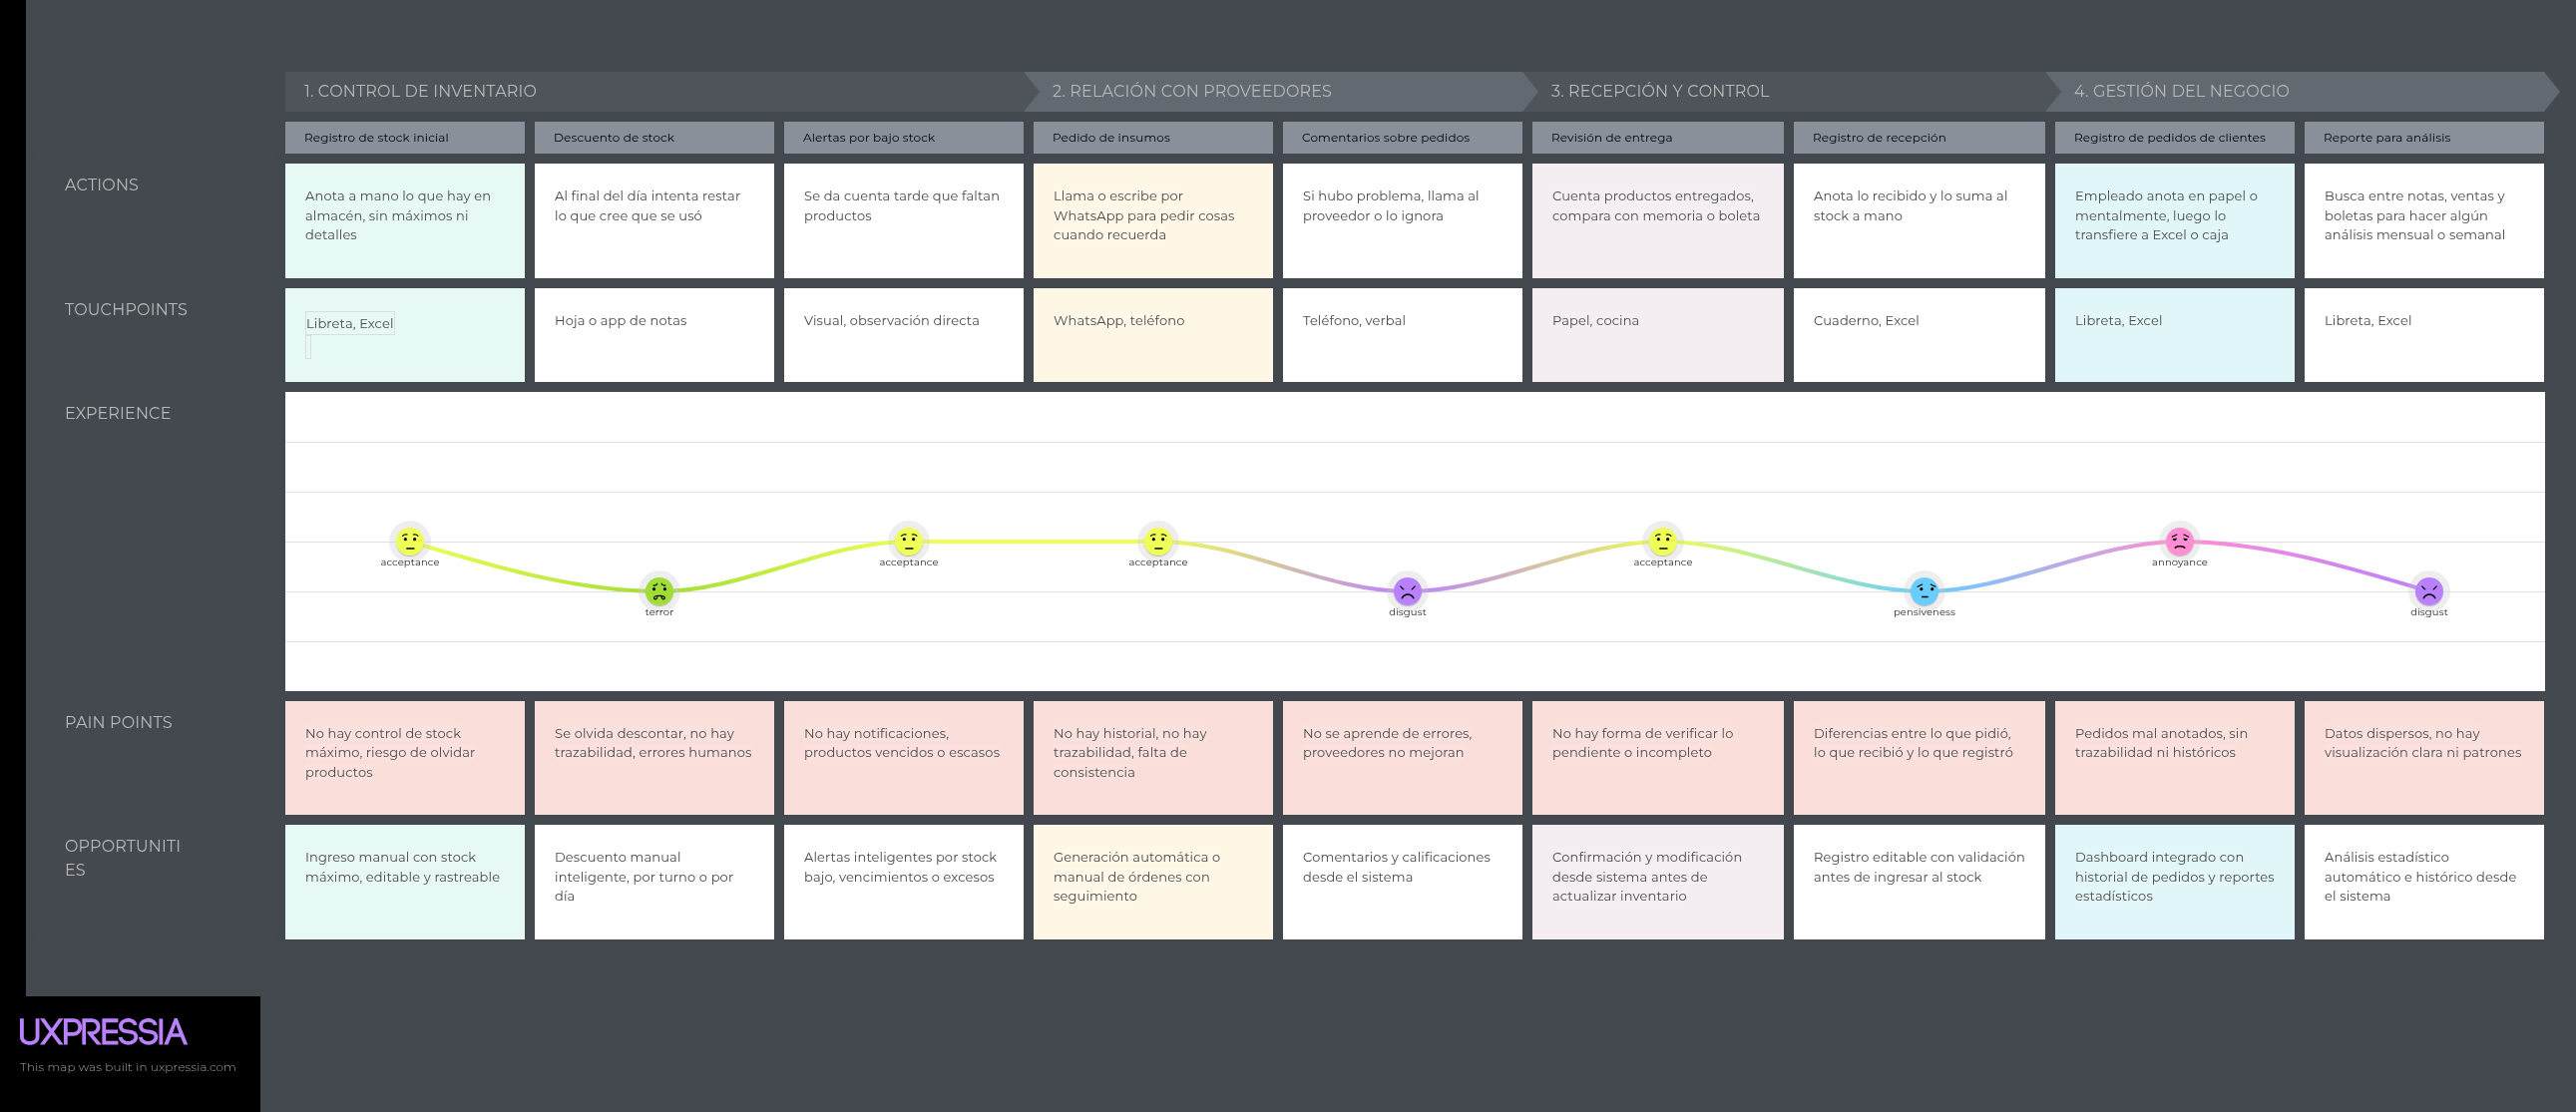 1. CONTROL DE INVENTARIO
2. RELACIÓN CON PROVEEDORES
3. RECEPCIÓN Y CONTROL
4. GESTIÓN DEL NEGOCIO
Registro de stock inicial
Descuento de stock
Alertas por bajo stock
Pedido de insumos
Comentarios sobre pedidos
Revisión de entrega
Registro de recepción
Registro de pedidos de clientes
Reporte para análisis
ACTIONS
Anota a mano lo que hay en
almacén, sin máximos ni
detalles
Al final del día intenta restar
lo que cree que se usó
Se da cuenta tarde que faltan
productos
Llama o escribe por
WhatsApp para pedir cosas
cuando recuerda
Si hubo problema, llama al
proveedor o lo ignora
Cuenta productos entregados,
compara con memoria o boleta
Anota lo recibido y lo suma al
stock a mano
Empleado anota en papel o
mentalmente, luego lo
transfiere a Excel o caja
Busca entre notas, ventas y
boletas para hacer algún
análisis mensual o semanal
TOUCHPOINTS
Libreta, Excel
Hoja o app de notas
Visual, observación directa
WhatsApp, teléfono
Teléfono, verbal
Papel, cocina
Cuaderno, Excel
Libreta, Excel
Libreta, Excel
EXPERIENCE
acceptance
terror
acceptance
acceptance
disgust
acceptance
pensiveness
annoyance
disgust
PAIN POINTS
No hay control de stock
máximo, riesgo de olvidar
productos
Se olvida descontar, no hay
trazabilidad, errores humanos
No hay notificaciones,
productos vencidos o escasos
No hay historial, no hay
trazabilidad, falta de
consistencia
No se aprende de errores,
proveedores no mejoran
No hay forma de verificar lo
pendiente o incompleto
Diferencias entre lo que pidió,
lo que recibió y lo que registró
Pedidos mal anotados, sin
trazabilidad ni históricos
Datos dispersos, no hay
visualización clara ni patrones
OPPORTUNITI
ES
Ingreso manual con stock
máximo, editable y rastreable
Descuento manual
inteligente, por turno o por
día
Alertas inteligentes por stock
bajo, vencimientos o excesos
Generación automática o
manual de órdenes con
seguimiento
Comentarios y calificaciones
desde el sistema
Confirmación y modificación
desde sistema antes de
actualizar inventario
Registro editable con validación
antes de ingresar al stock
Dashboard integrado con
historial de pedidos y reportes
estadísticos
Análisis estadístico
automático e histórico desde
el sistema
UXPRESSIA
This map was built in uxpressia.com